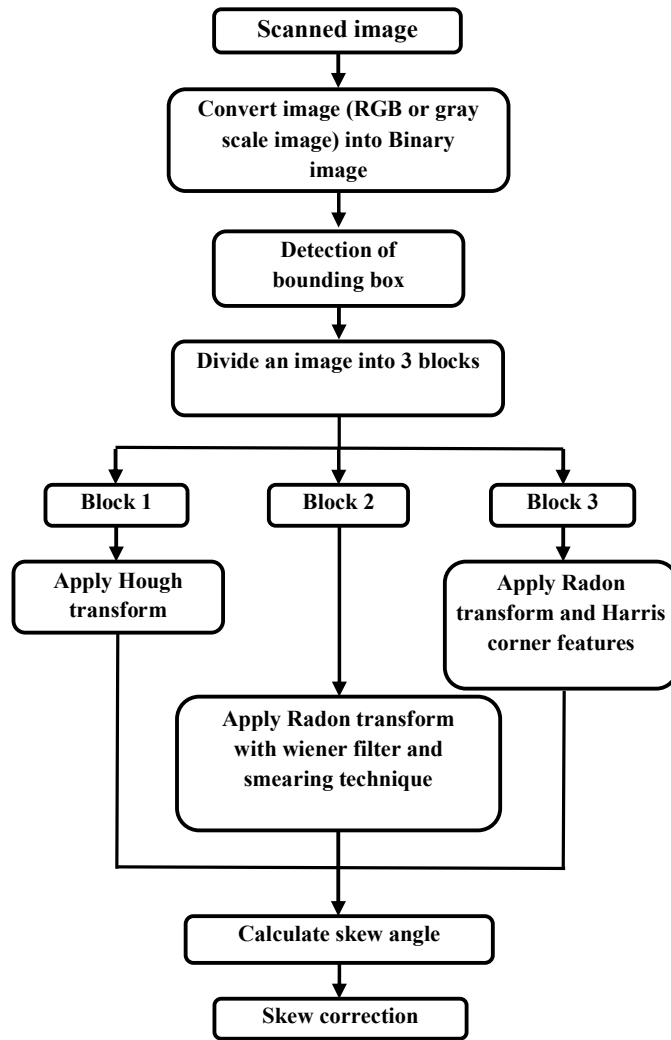 Scanned image
Convert image (RGB or gray
scale image) into Binary
image
Detection of
bounding box
Divide an image into 3 blocks
Block 1
Block 2
Block 3
Apply Hough
transform
Apply Radon
transform and Harris
corner features
Apply Radon transform
with wiener filter and
smearing technique
Calculate skew angle
Skew correction